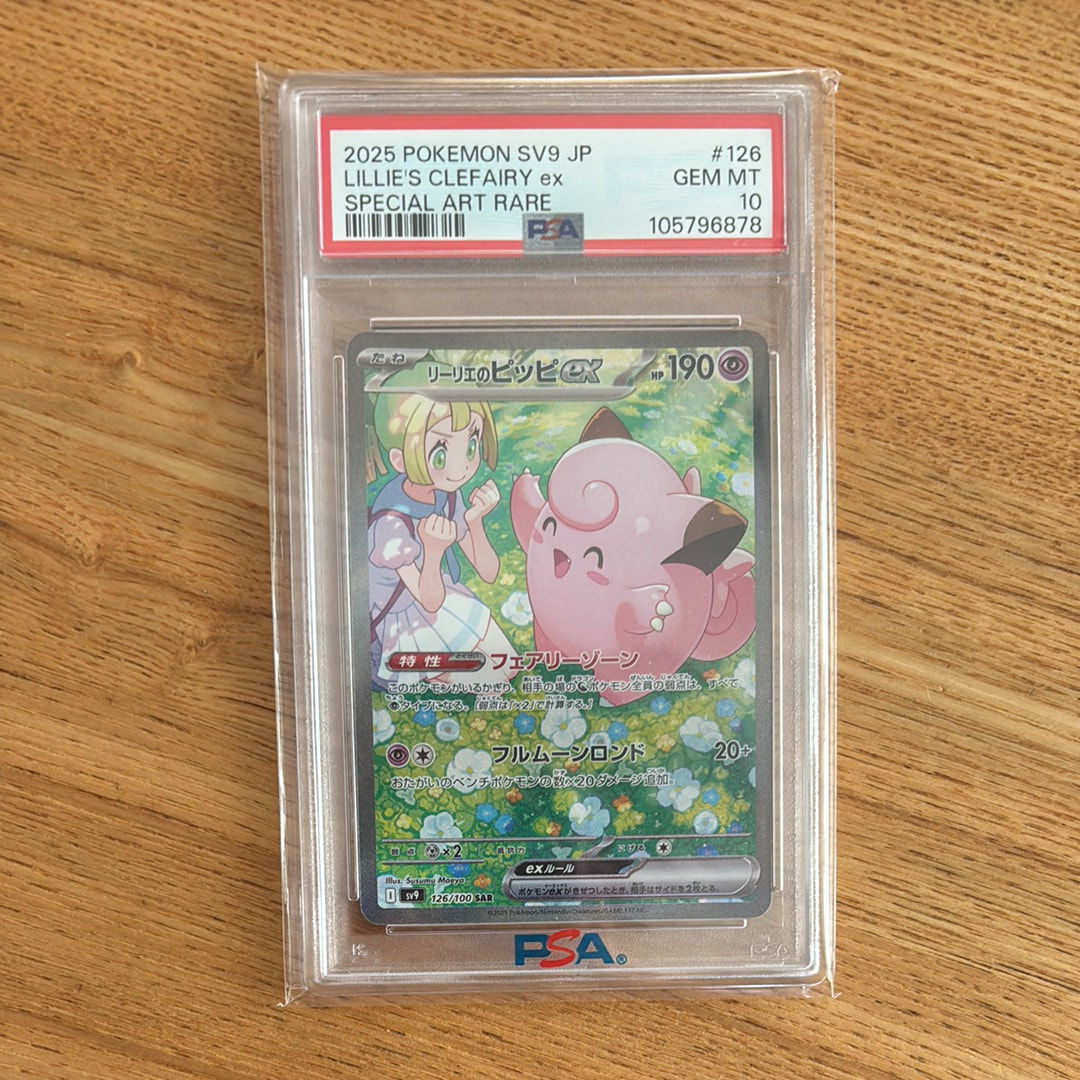 2025 POKEMON SV9 JP #126
LILLIE'S CLEFAIRY ex GEM MT
SPECIAL ART RARE 10
PSA 105796878
たね
リーリエのピッピex HP 190
特性 フェアリーゾーン
このポケモンがいるかぎり、相手の場のポケモン全員の弱点は、すべて
タイプになる。[弱点は「×2」で計算する。]
フルムーンロンド 20+
おたがいのベンチポケモンの数×20ダメージ追加。
弱点 ×2 抵抗力 にげる
exルール
ポケモンexがきぜつしたとき、相手はサイドを2枚とる。
Illus. Susumu Maeya
I SV9 126/100 SAR
©2025 Pokémon/Nintendo/Creatures/GAME FREAK.
PSA®